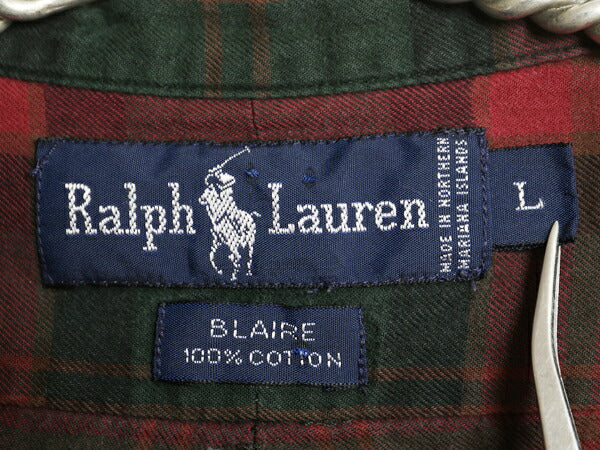 Ralph Lauren
MADE IN NORTHERN
MARIANA ISLANDS
L
BLAIRE
100% COTTON